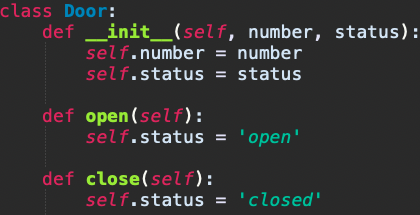 class Door:
    def __init__(self, number, status):
        self.number = number
        self.status = status

    def open(self):
        self.status = 'open'

    def close(self):
        self.status = 'closed'